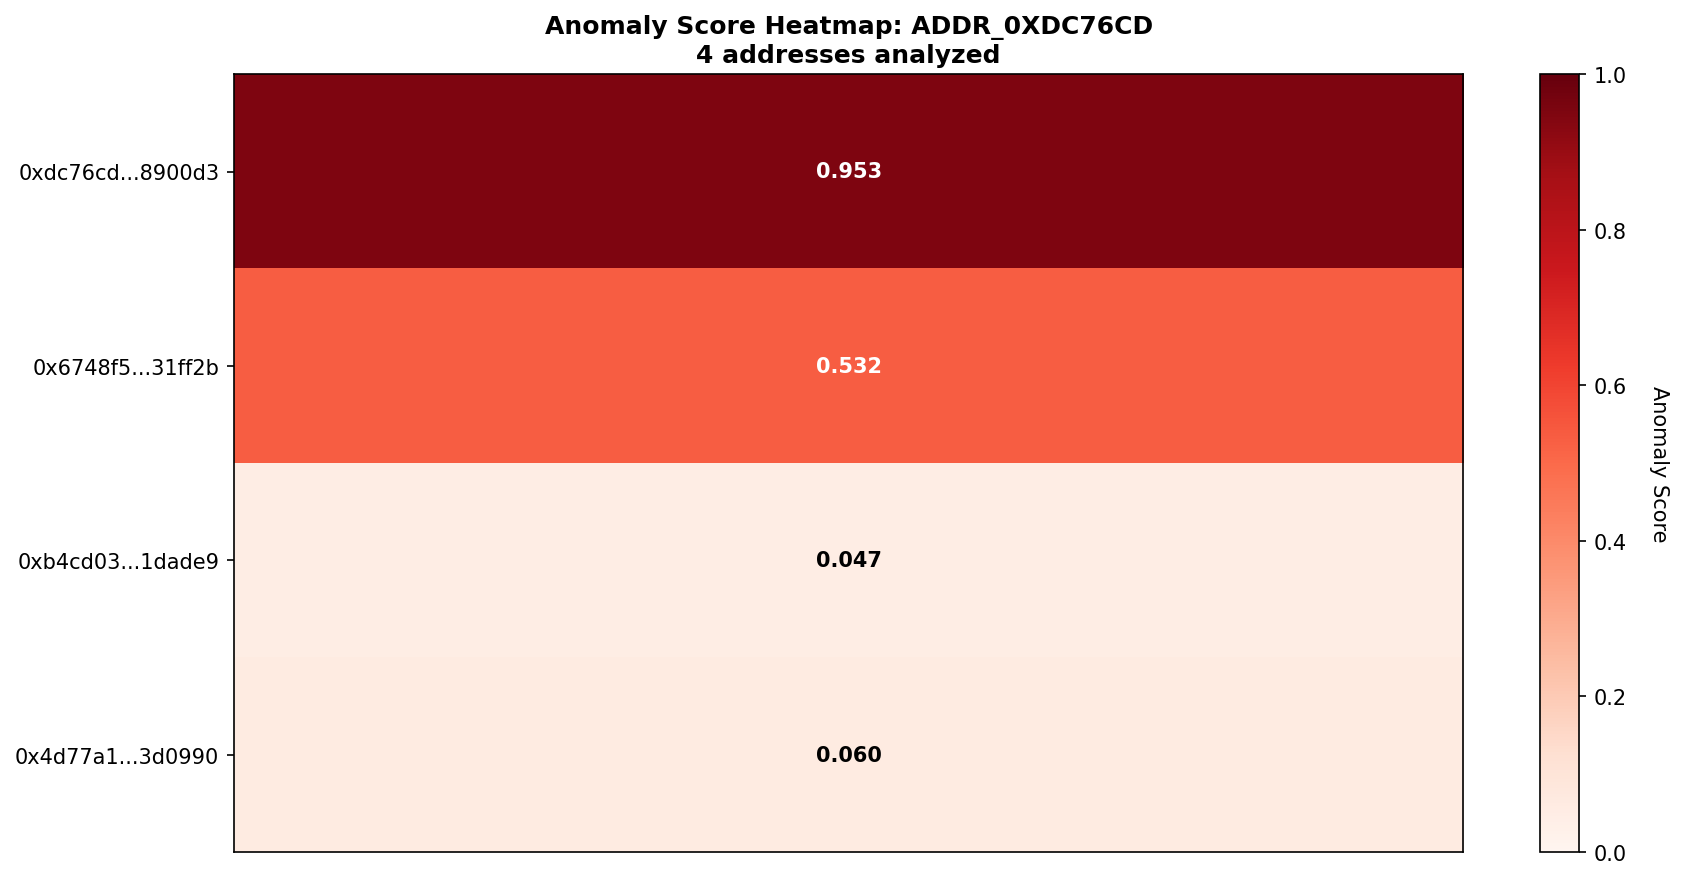 Anomaly Score Heatmap: ADDR_0XDC76CD
4 addresses analyzed
0xdc76cd...8900d3
0.953
0x6748f5...31ff2b
0.532
0xb4cd03...1dade9
0.047
0x4d77a1...3d0990
0.060
1.0
0.8
0.6
0.4
0.2
0.0
Anomaly Score